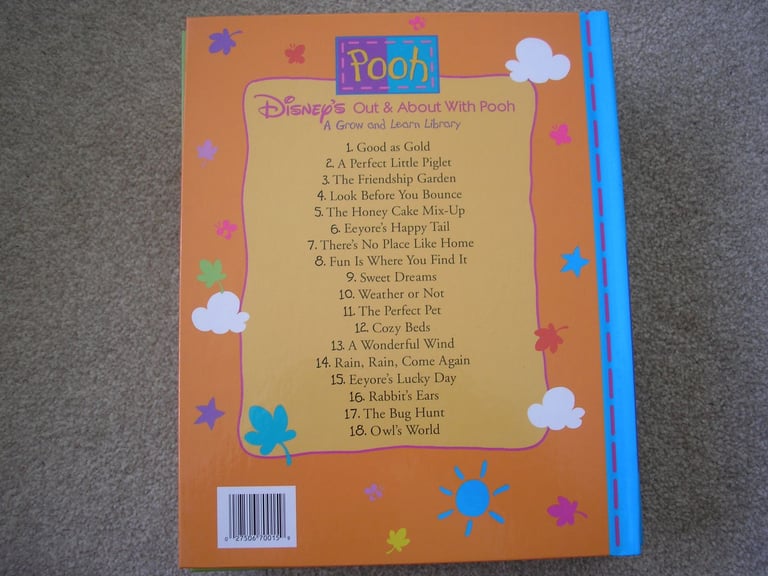 Pooh
Disney's Out & About With Pooh
A Grow and Learn Library
1. Good as Gold
2. A Perfect Little Piglet
3. The Friendship Garden
4. Look Before You Bounce
5. The Honey Cake Mix-Up
6. Eeyore's Happy Tail
7. There's No Place Like Home
8. Fun Is Where You Find It
9. Sweet Dreams
10. Weather or Not
11. The Perfect Pet
12. Cozy Beds
13. A Wonderful Wind
14. Rain, Rain, Come Again
15. Eeyore's Lucky Day
16. Rabbit's Ears
17. The Bug Hunt
18. Owl's World
0 27506 70015 9